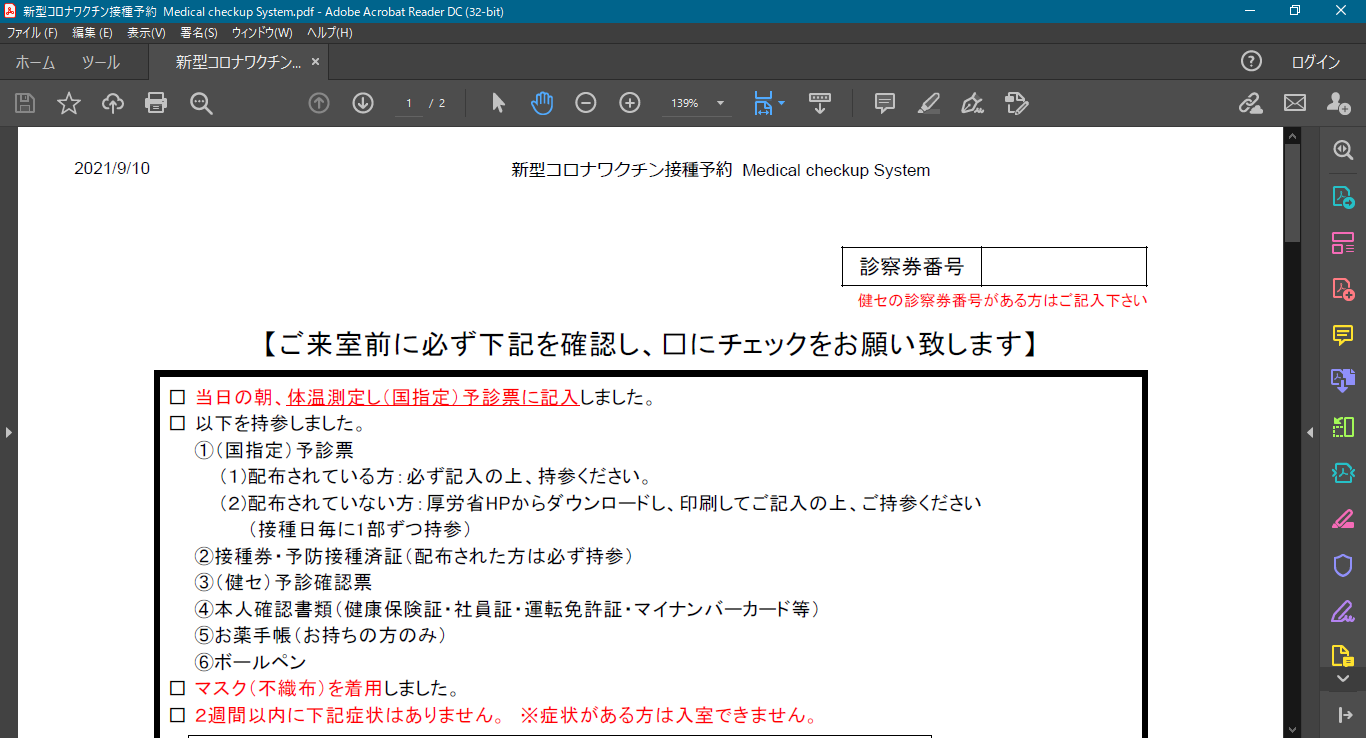 新型コロナワクチン接種予約 Medical checkup System.pdf - Adobe Acrobat Reader DC (32-bit)
ファイル(F) 編集(E) 表示(V) 署名(S) ウィンドウ(W) ヘルプ(H)
ホーム ツール 新型コロナワクチン... × ログイン
1 / 2 139%
2021/9/10 新型コロナワクチン接種予約 Medical checkup System
診察券番号
健セの診察券番号がある方はご記入下さい
【ご来室前に必ず下記を確認し、□にチェックをお願い致します】
□ 当日の朝、体温測定し（国指定）予診票に記入しました。
□ 以下を持参しました。
①（国指定）予診票
（１）配布されている方：必ず記入の上、持参ください。
（２）配布されていない方：厚労省HPからダウンロードし、印刷してご記入の上、ご持参ください
（接種日毎に1部ずつ持参）
②接種券・予防接種済証（配布された方は必ず持参）
③（健セ）予診確認票
④本人確認書類（健康保険証・社員証・運転免許証・マイナンバーカード等）
⑤お薬手帳（お持ちの方のみ）
⑥ボールペン
□ マスク（不織布）を着用しました。
□ ２週間以内に下記症状はありません。 ※症状がある方は入室できません。